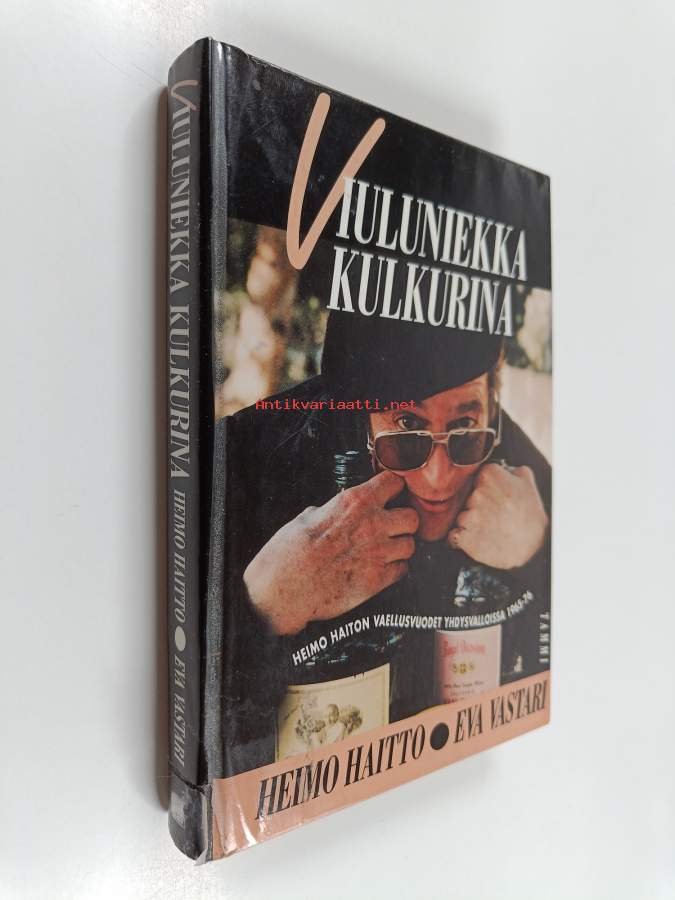 VIULUNIEKKA
KULKURINA
Antikvariaatti.net
HEIMO HAITON VAELLUSVUODET YHDYSVALLOISSA 1965-76
TAMMI
HEIMO HAITTO ● EVA VASTARI
VIULUNIEKKA KULKURINA HEIMO HAITTO ● EVA VASTARI